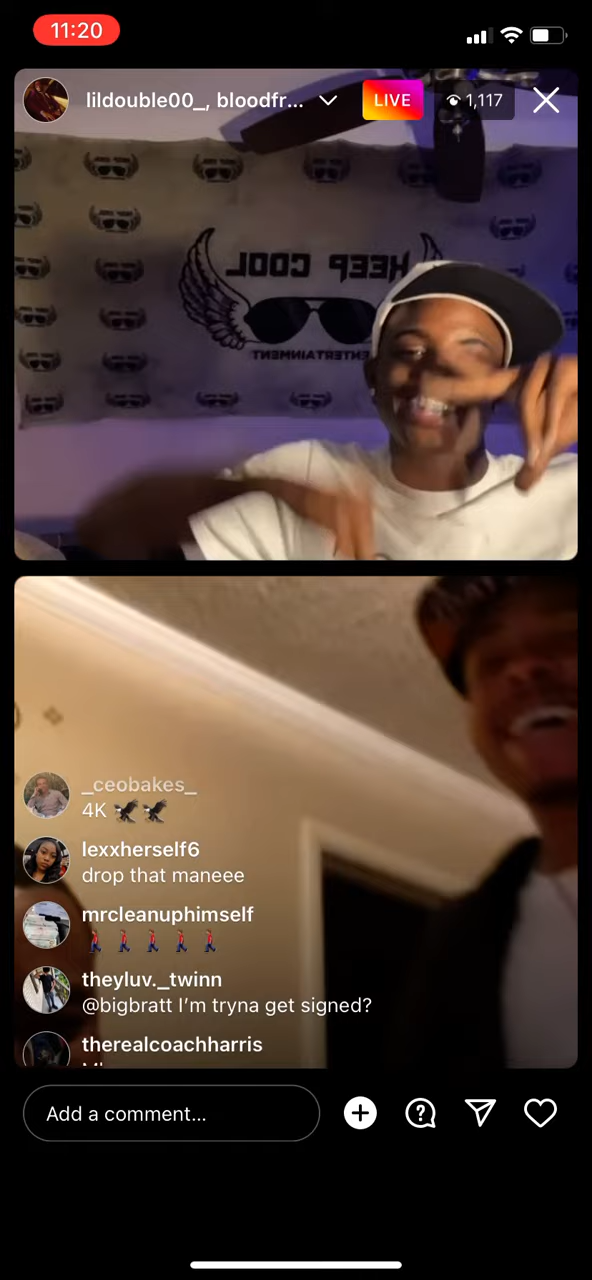 11:20
lildouble00_, bloodfr...
LIVE
1,117
KEEP COOL
ENTERTAINMENT
_ceobakes_
4K 🦅 🦅
lexxherself6
drop that maneee
mrcleanuphimself
🚶🏽‍♂️ 🚶🏽‍♂️ 🚶🏽‍♂️ 🚶🏽‍♂️ 🚶🏽‍♂️
theyluv._twinn
@bigbratt I’m tryna get signed?
therealcoachharris
Add a comment...